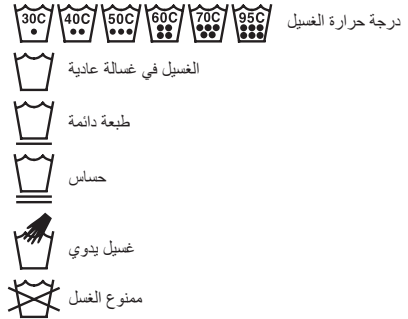 30C 40C 50C 60C 70C 95C درجة حرارة الغسيل
الغسيل في غسالة عادية
طبعة دائمة
حساس
غسيل يدوي
ممنوع الغسل